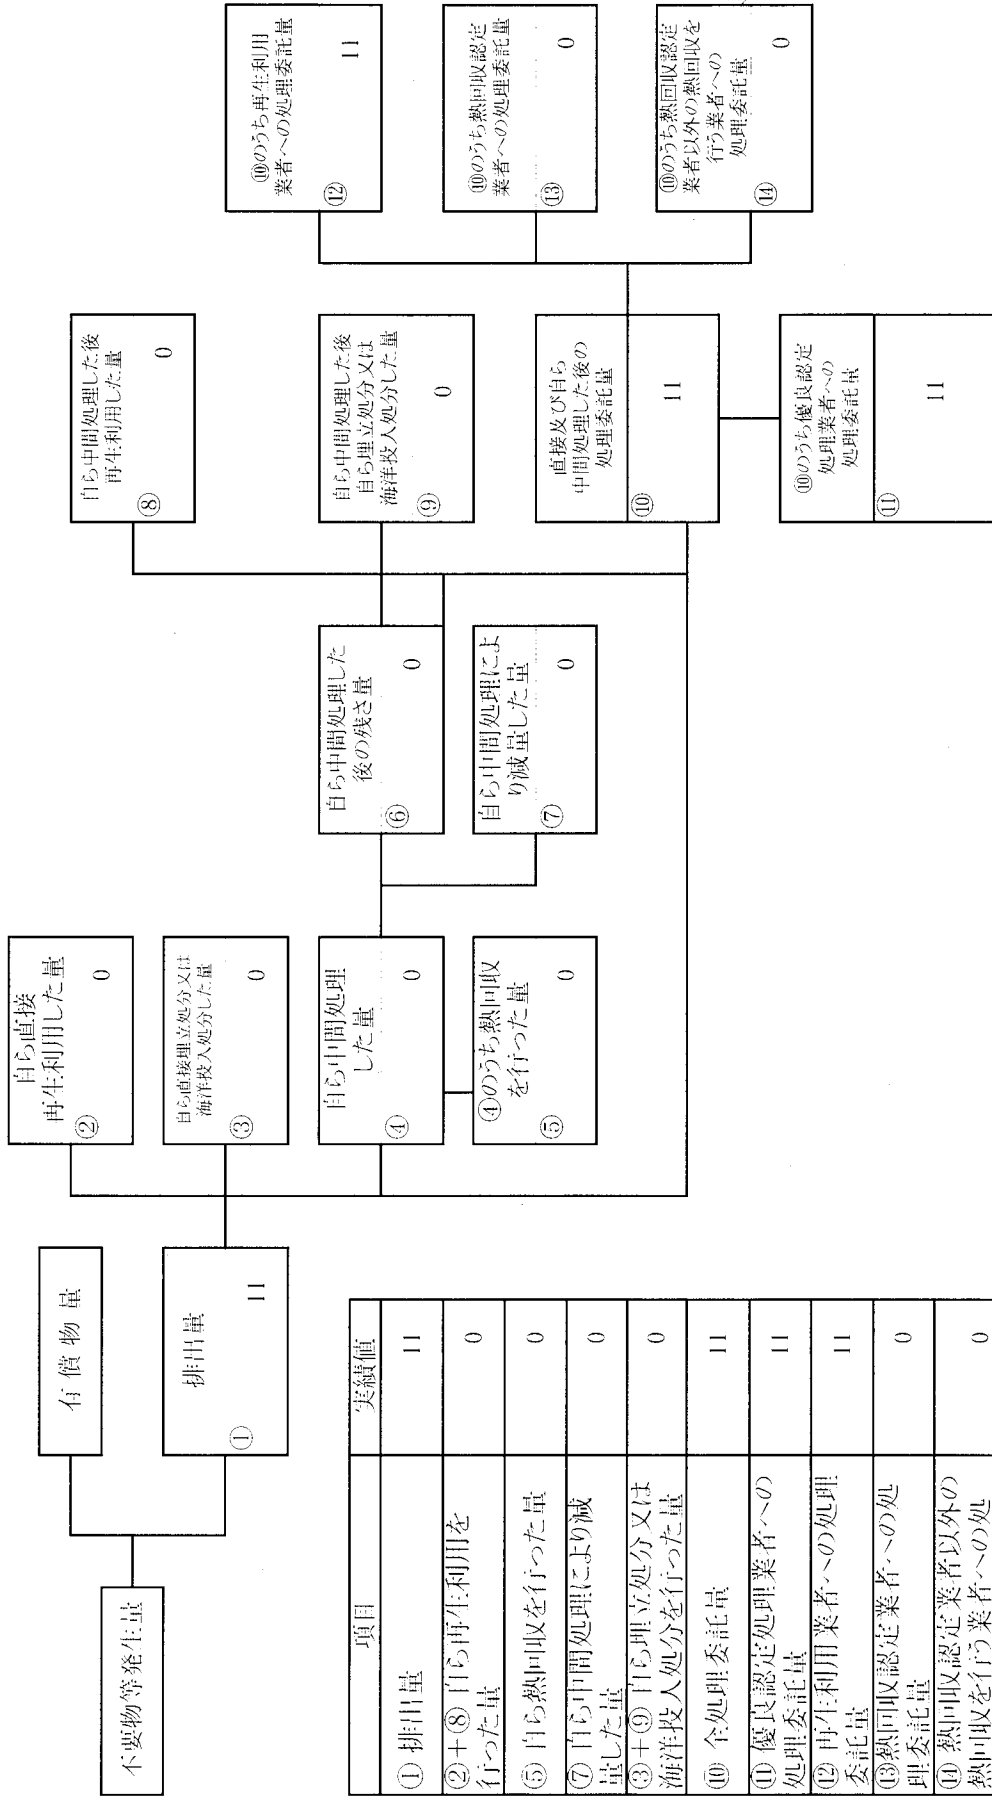 不要物等発生量
有償物量
排出量
①
11
自ら直接
再生利用した量
②
0
自ら直接埋立処分又は
海洋投入処分した量
③
0
自ら中間処理
した量
④
0
④のうち熱回収
を行った量
⑤
0
自ら中間処理した
後の残さ量
⑥
0
自ら中間処理によ
り減量した量
⑦
0
自ら中間処理した後
再生利用した量
⑧
0
自ら中間処理した後
自ら埋立処分又は
海洋投入処分した量
⑨
0
直接及び自ら
中間処理した後の
処理委託量
⑩
11
⑩のうち優良認定
処理業者への
処理委託量
⑪
11
⑩のうち再生利用
業者への処理委託量
⑫
11
⑩のうち熱回収認定
業者への処理委託量
⑬
0
⑩のうち熱回収認定
業者以外の熱回収を
行う業者への
処理委託量
⑭
0
項目 実績値
① 排出量 11
②+⑧ 自ら再生利用を
行った量 0
⑤ 自ら熱回収を行った量 0
⑦ 自ら中間処理により減
量した量 0
③+⑨ 自ら埋立処分又は
海洋投入処分を行った量 0
⑩ 全処理委託量 11
⑪ 優良認定処理業者への
処理委託量 11
⑫ 再生利用業者への処理
委託量 11
⑬熱回収認定業者への処
理委託量 0
⑭ 熱回収認定業者以外の
熱回収を行う業者への処 0